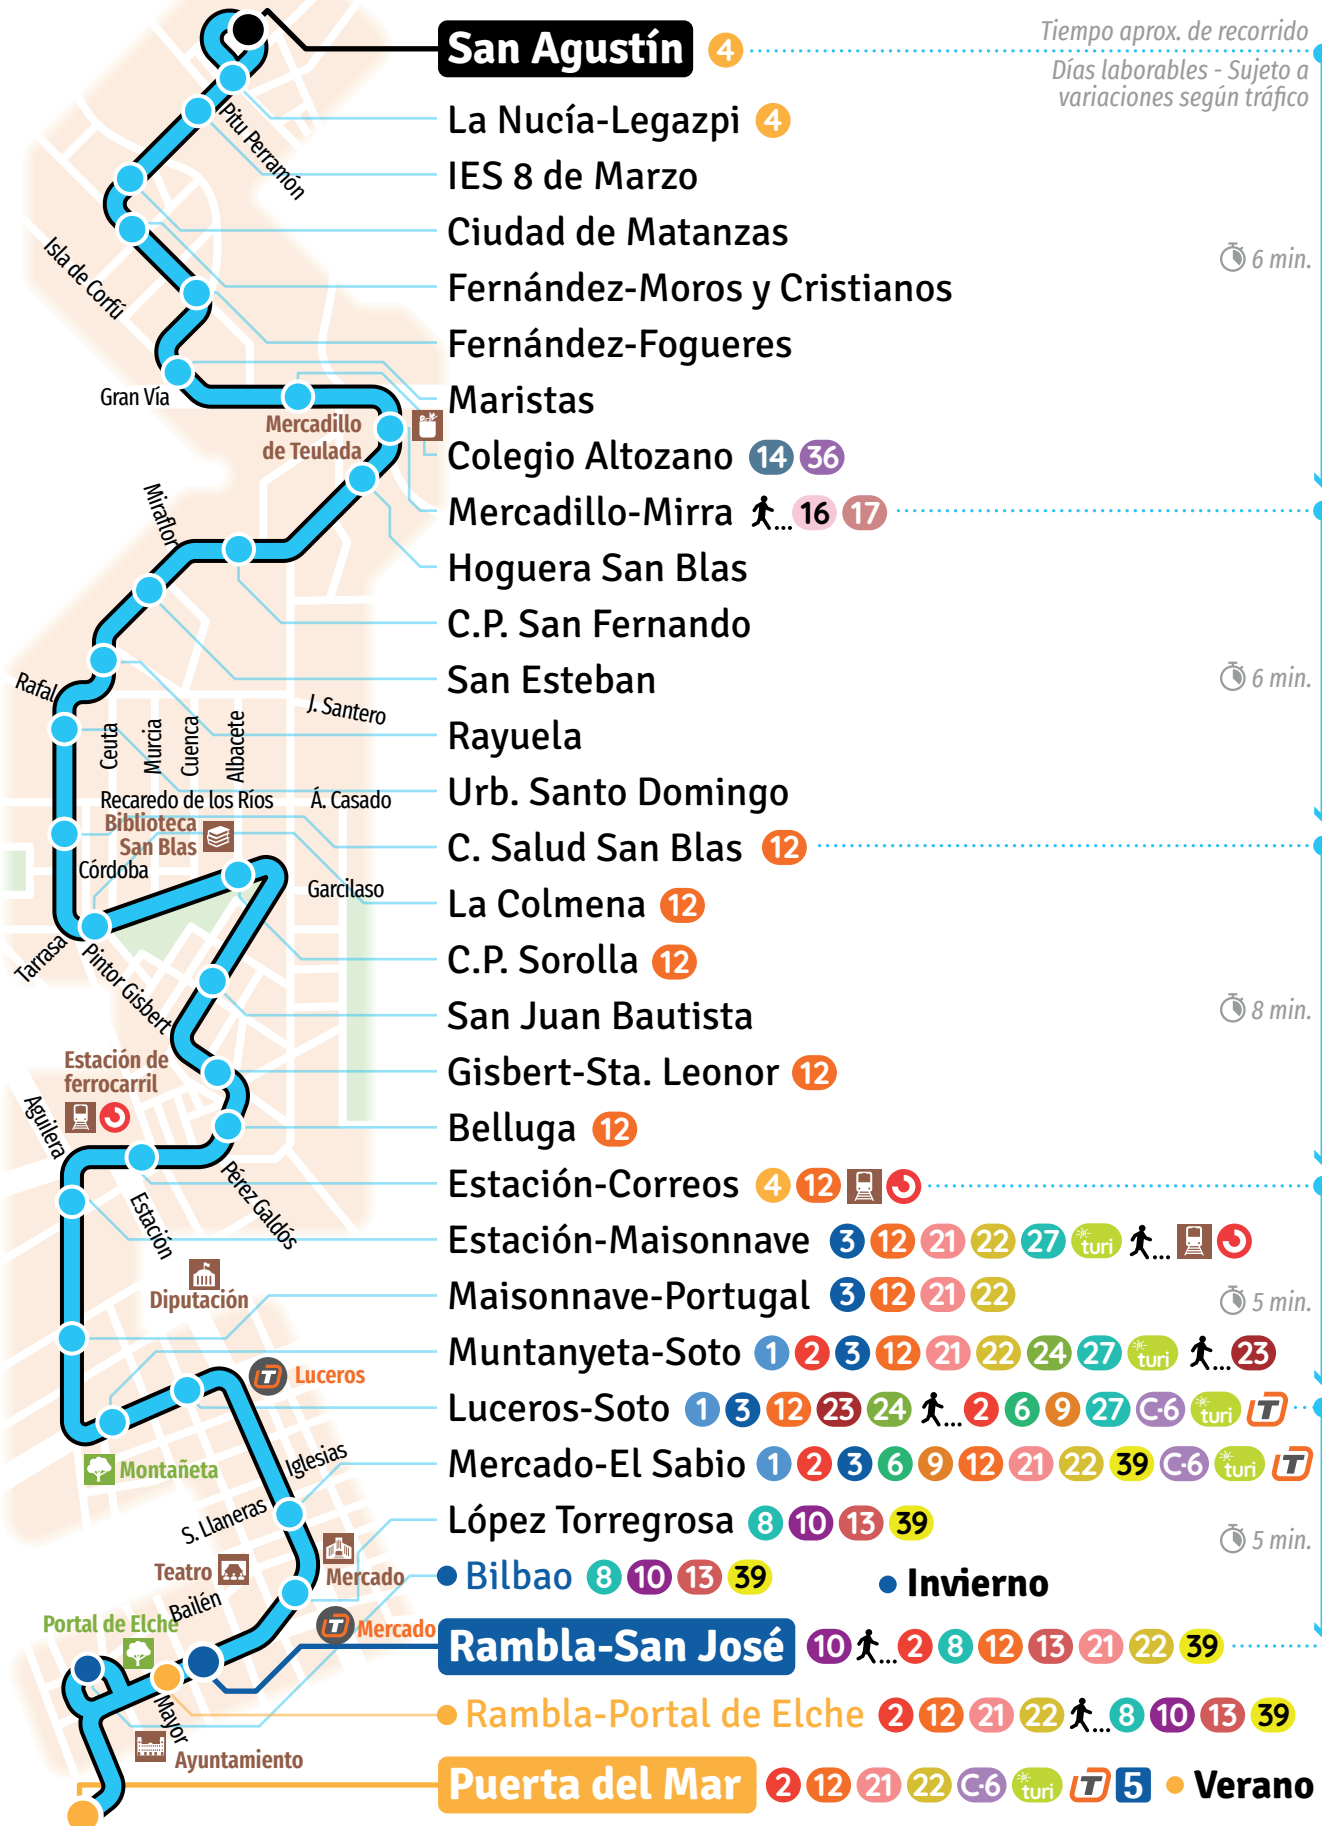 San Agustín 4
Tiempo aprox. de recorrido
Días laborables - Sujeto a
variaciones según tráfico
La Nucía-Legazpi 4
Pitu Perramón
IES 8 de Marzo
Ciudad de Matanzas
6 min.
Isla de Corfú
Fernández-Moros y Cristianos
Fernández-Fogueres
Gran Vía
Maristas
Mercadillo
de Teulada
Colegio Altozano 14 36
Mercadillo-Mirra ... 16 17
Miraflor
Hoguera San Blas
C.P. San Fernando
San Esteban
6 min.
Rafal
J. Santero
Ceuta
Murcia
Cuenca
Albacete
Rayuela
Urb. Santo Domingo
Recaredo de los Ríos
Á. Casado
Biblioteca
San Blas
C. Salud San Blas 12
Córdoba
Garcilaso
La Colmena 12
Tarrasa
Pintor Gisbert
C.P. Sorolla 12
San Juan Bautista
8 min.
Estación de
ferrocarril
Gisbert-Sta. Leonor 12
Aguilera
Belluga 12
Pérez Galdós
Estación
Estación-Correos 4 12
Estación-Maisonnave 3 12 21 22 27 turi ...
Diputación
Maisonnave-Portugal 3 12 21 22
5 min.
Muntanyeta-Soto 1 2 3 12 21 22 24 27 turi ... 23
T Luceros
Luceros-Soto 1 3 12 23 24 ... 2 6 9 27 C-6 turi T
Montañeta
Iglesias
Mercado-El Sabio 1 2 3 6 9 12 21 22 39 C-6 turi T
S. Llaneras
López Torregrosa 8 10 13 39
5 min.
Teatro
Mercado
Bilbao 8 10 13 39
Invierno
Bailén
Portal de Elche
T Mercado
Rambla-San José 10 ... 2 8 12 13 21 22 39
Mayor
Rambla-Portal de Elche 2 12 21 22 ... 8 10 13 39
Ayuntamiento
Puerta del Mar 2 12 21 22 C-6 turi T 5
Verano